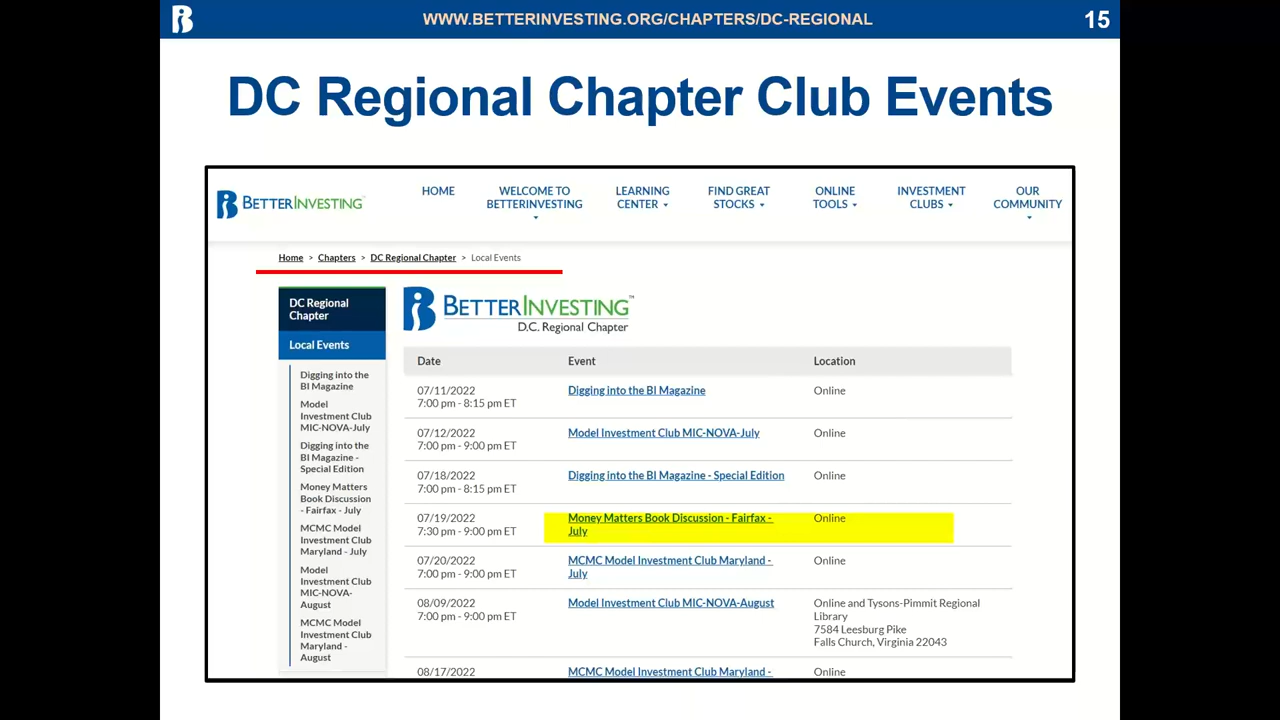 WWW.BETTERINVESTING.ORG/CHAPTERS/DC-REGIONAL
15
DC Regional Chapter Club Events
BETTERINVESTING™
HOME
WELCOME TO
BETTERINVESTING
LEARNING
CENTER
FIND GREAT
STOCKS
ONLINE
TOOLS
INVESTMENT
CLUBS
OUR
COMMUNITY
Home > Chapters > DC Regional Chapter > Local Events
DC Regional
Chapter
Local Events
Digging into the
BI Magazine
Model
Investment Club
MIC-NOVA-July
Digging into the
BI Magazine -
Special Edition
Money Matters
Book Discussion
- Fairfax - July
MCMC Model
Investment Club
Maryland - July
Model
Investment Club
MIC-NOVA-
August
MCMC Model
Investment Club
Maryland -
August
BETTERINVESTING™
D.C. Regional Chapter
Date Event Location
07/11/2022 Digging into the BI Magazine Online
7:00 pm - 8:15 pm ET
07/12/2022 Model Investment Club MIC-NOVA-July Online
7:00 pm - 9:00 pm ET
07/18/2022 Digging into the BI Magazine - Special Edition Online
7:00 pm - 8:15 pm ET
07/19/2022 Money Matters Book Discussion - Fairfax - Online
7:30 pm - 9:00 pm ET July
07/20/2022 MCMC Model Investment Club Maryland - Online
7:00 pm - 9:00 pm ET July
08/09/2022 Model Investment Club MIC-NOVA-August Online and Tysons-Pimmit Regional
7:00 pm - 9:00 pm ET Library
7584 Leesburg Pike
Falls Church, Virginia 22043
08/17/2022 MCMC Model Investment Club Maryland - Online